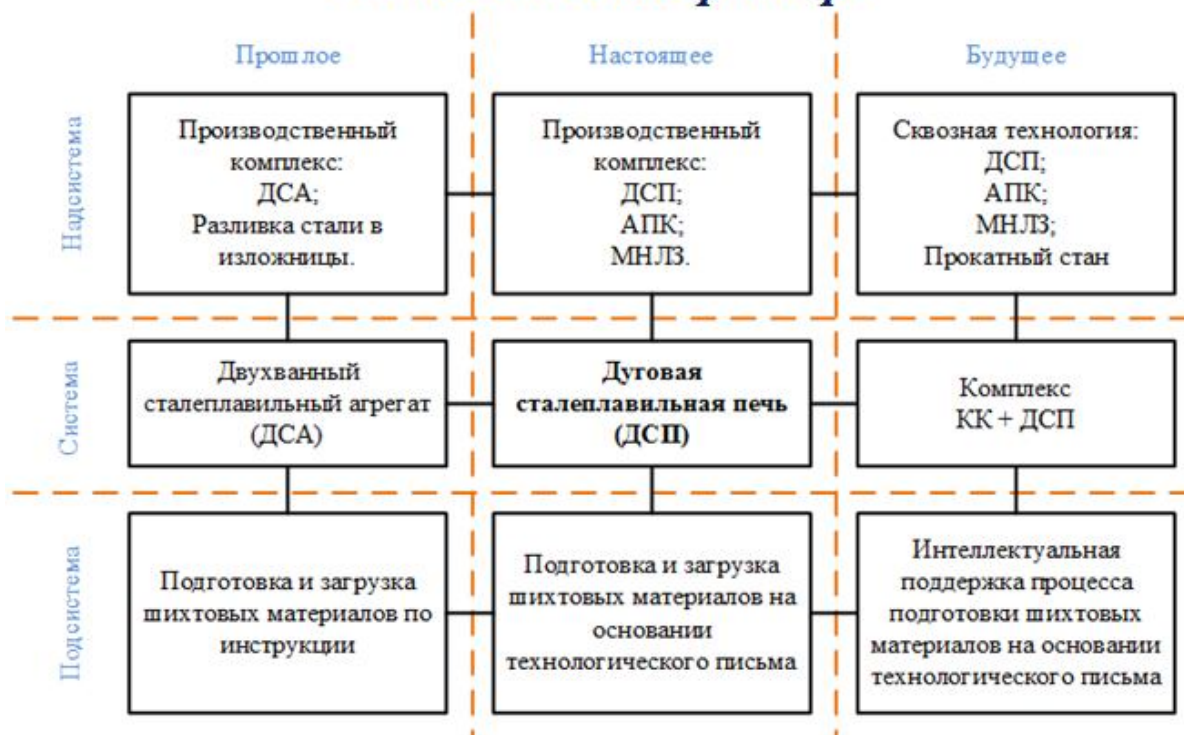 Прошлое
Настоящее
Будущее
Надсистема
Производственный
комплекс:
ДСА;
Разливка стали в
изложницы.
Производственный
комплекс:
ДСП;
АПК;
МНЛЗ.
Сквозная технология:
ДСП;
АПК;
МНЛЗ;
Прокатный стан
Система
Двухванный
сталеплавильный агрегат
(ДСА)
Дуговая
сталеплавильная печь
(ДСП)
Комплекс
КК + ДСП
Подсистема
Подготовка и загрузка
шихтовых материалов по
инструкции
Подготовка и загрузка
шихтовых материалов на
основании
технологического письма
Интеллектуальная
поддержка процесса
подготовки шихтовых
материалов на основании
технологического письма